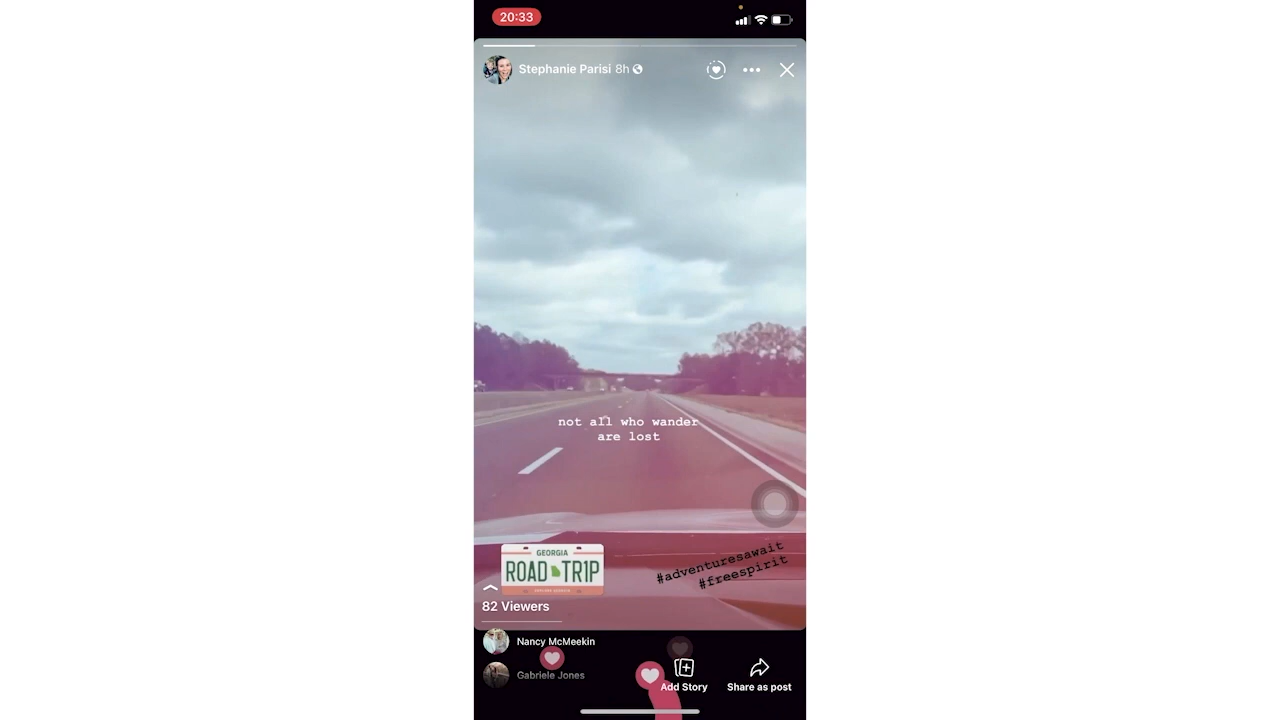 20:33
Stephanie Parisi 8h
not all who wander
are lost
GEORGIA
ROAD TR1P
#adventuresawait
#freespirit
82 Viewers
Nancy McMeekin
Gabriele Jones
Add Story
Share as post